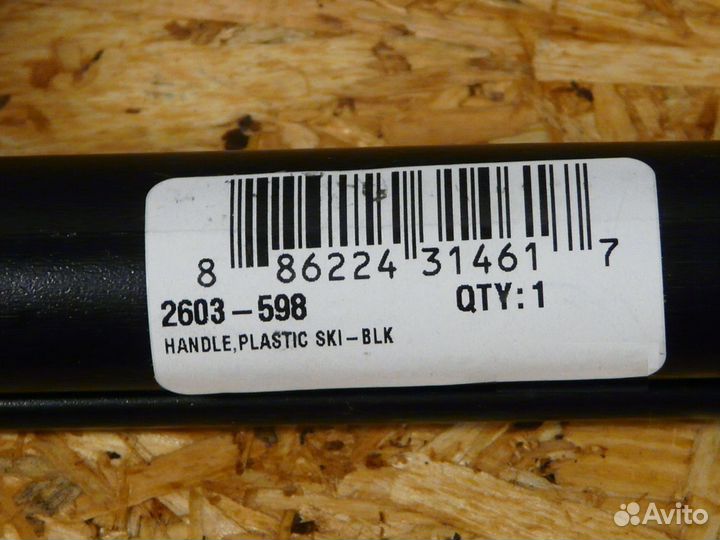 8 86224 31461 7
2603-598 QTY: 1
HANDLE,PLASTIC SKI-BLK
Avito